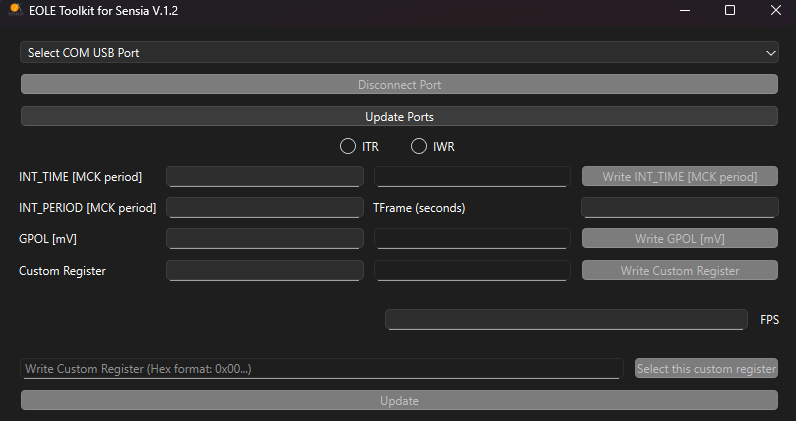 EOLE Toolkit for Sensia V.1.2
Select COM USB Port
Disconnect Port
Update Ports
ITR IWR
INT_TIME [MCK period] Write INT_TIME [MCK period]
INT_PERIOD [MCK period] TFrame (seconds)
GPOL [mV] Write GPOL [mV]
Custom Register Write Custom Register
FPS
Write Custom Register (Hex format: 0x00...) Select this custom register
Update